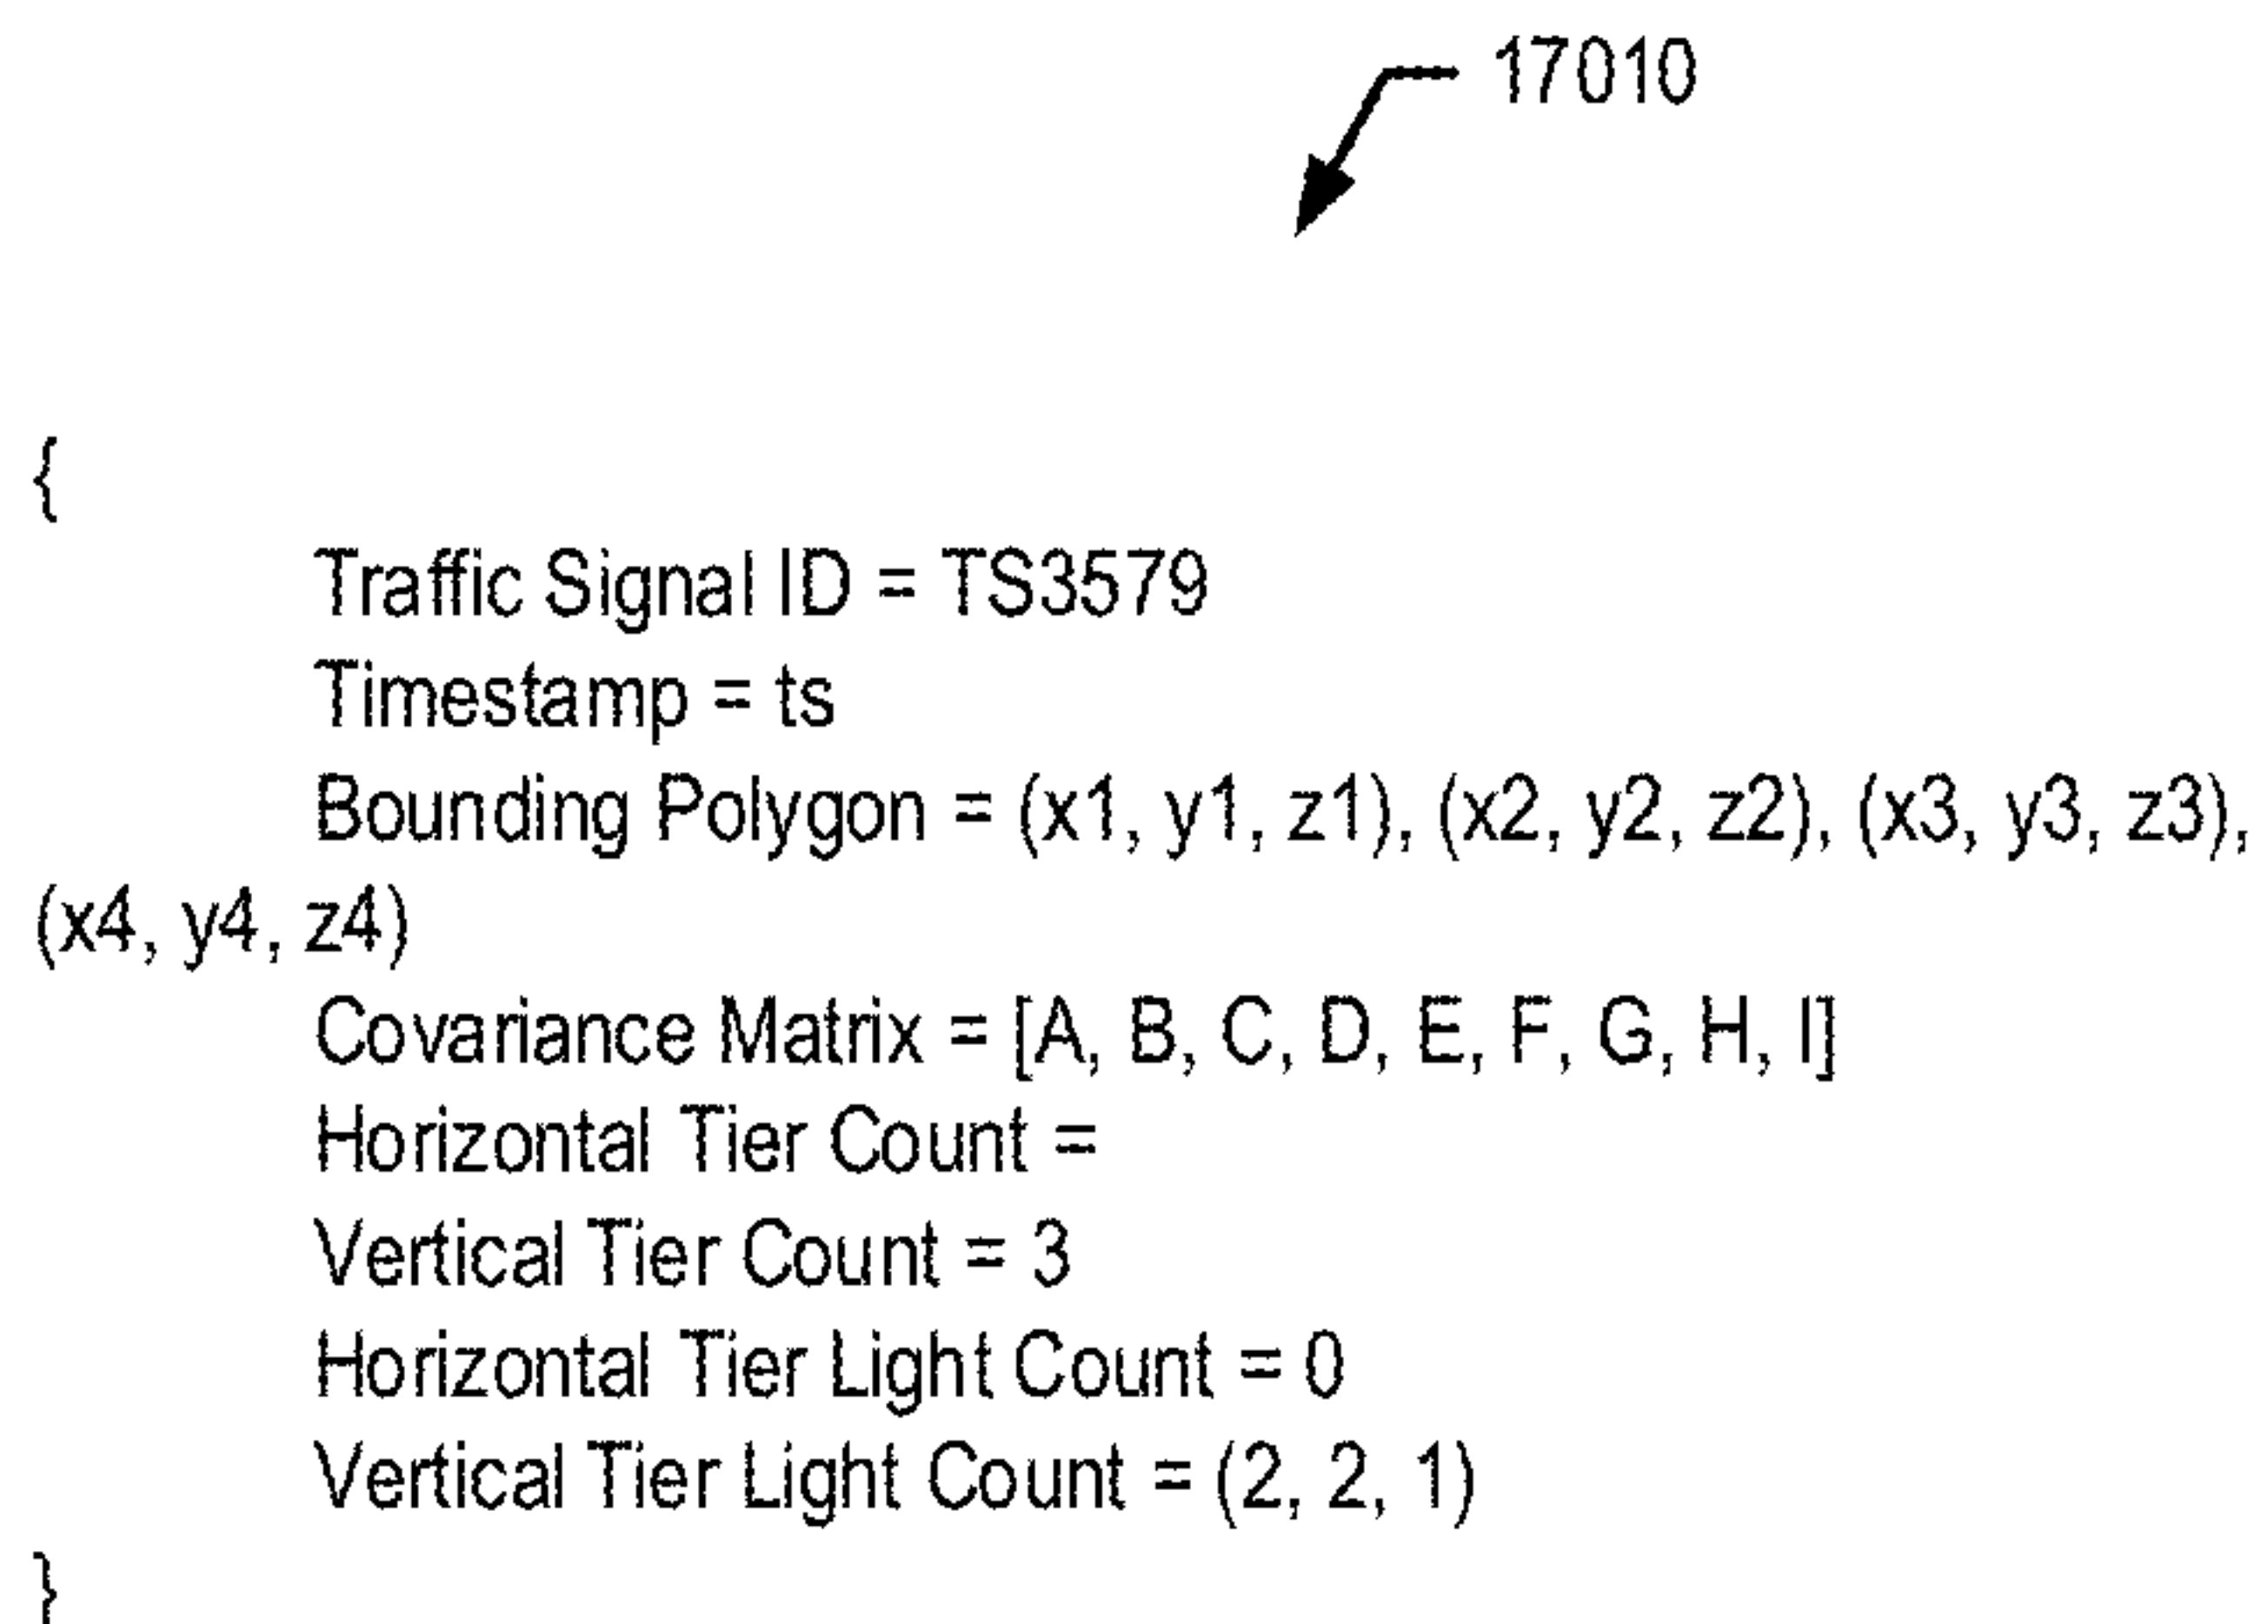 17010
{
Traffic Signal ID = TS3579
Timestamp = ts
Bounding Polygon = (x1, y1, z1), (x2, y2, z2), (x3, y3, z3),
(x4, y4, z4)
Covariance Matrix = [A, B, C, D, E, F, G, H, I]
Horizontal Tier Count =
Vertical Tier Count = 3
Horizontal Tier Light Count = 0
Vertical Tier Light Count = (2, 2, 1)
}